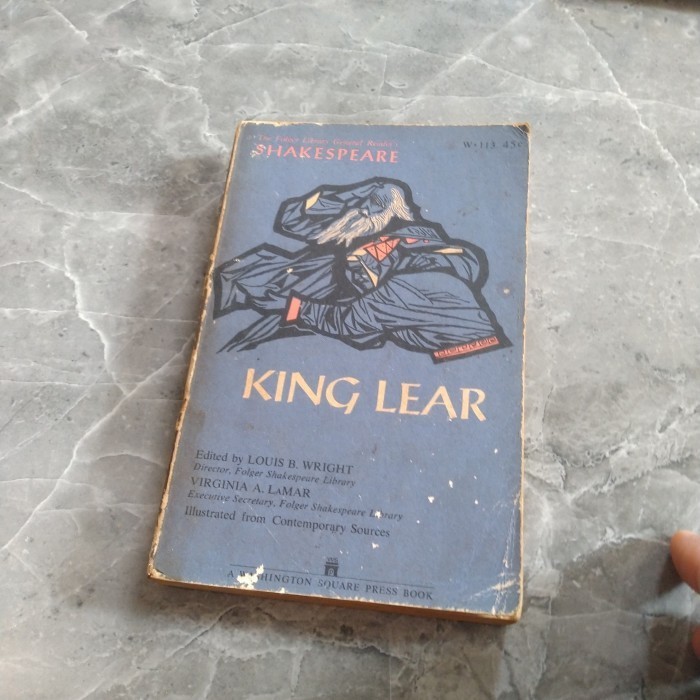 The Folger Library General Reader's
SHAKESPEARE
W•113 45¢
KING LEAR
Edited by LOUIS B. WRIGHT
Director, Folger Shakespeare Library
VIRGINIA A. LaMAR
Executive Secretary, Folger Shakespeare Library
Illustrated from Contemporary Sources
A WASHINGTON SQUARE PRESS BOOK